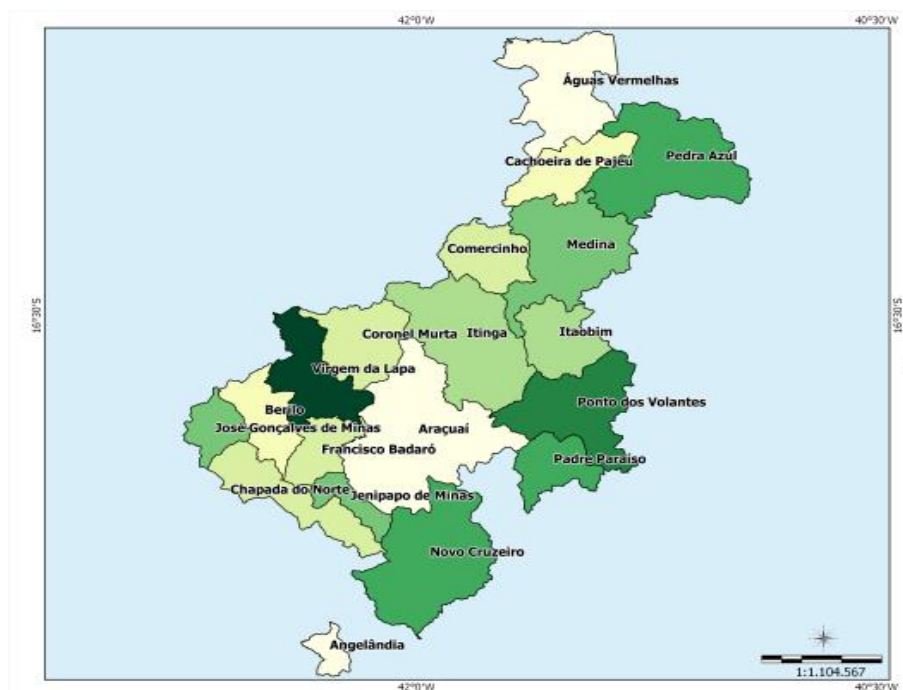 42°0'W
40°30'W
Águas Vermelhas
Pedra Azul
Cachoeira de Pajeú
Comercinho
Medina
16°30'S
16°30'S
Coronel Murta
Itinga
Itaobim
Virgem da Lapa
Ponto dos Volantes
Berilo
José Gonçalves de Minas
Araçuaí
Francisco Badaró
Padre Paraíso
Chapada do Norte
Jenipapo de Minas
Novo Cruzeiro
Angelândia
1:1.104.567
42°0'W
40°30'W